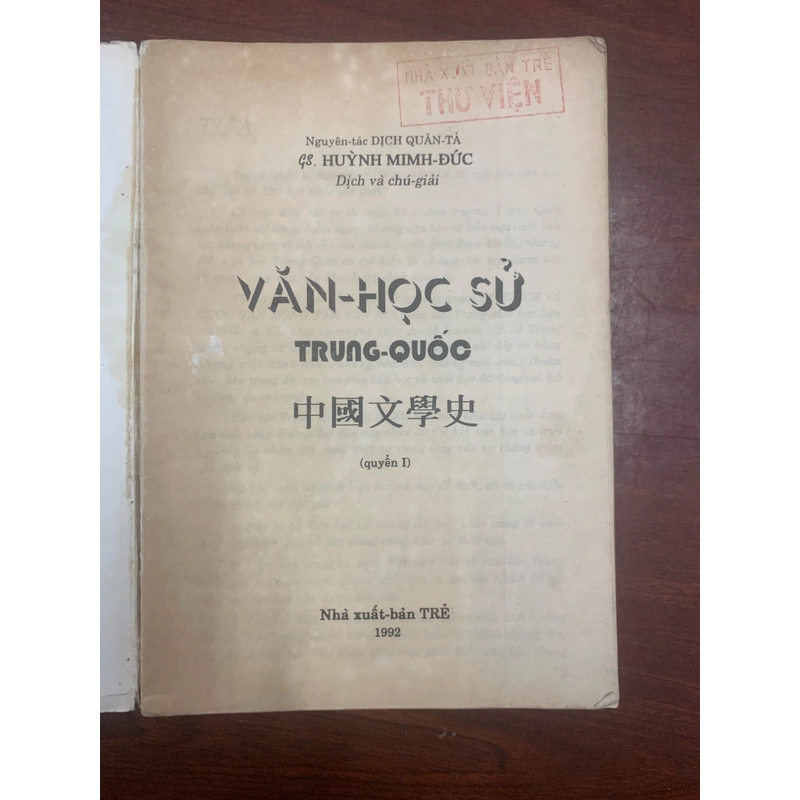 NHÀ XUẤT BẢN TRẺ
THƯ VIỆN
Nguyên-tác DỊCH QUÂN-TẢ
GS. HUỲNH MIMH-ĐỨC
Dịch và chú-giải
VĂN-HỌC SỬ
TRUNG-QUỐC
中國文學史
(quyển I)
Nhà xuất-bản TRẺ
1992